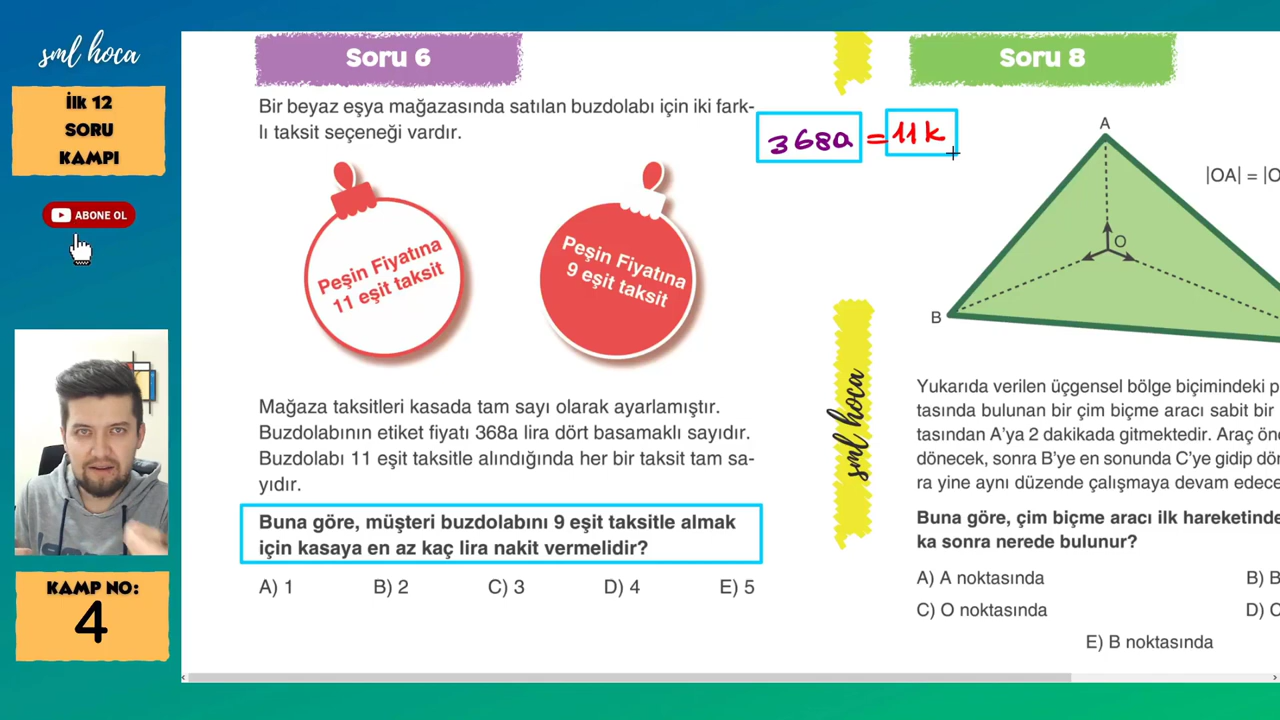 sml hoca
İlk 12
SORU
KAMPI
ABONE OL
KAMP NO:
4
Soru 6
Bir beyaz eşya mağazasında satılan buzdolabı için iki fark-
lı taksit seçeneği vardır.
368a = 11k
Peşin Fiyatına
11 eşit taksit
Peşin Fiyatına
9 eşit taksit
Mağaza taksitleri kasada tam sayı olarak ayarlamıştır.
Buzdolabının etiket fiyatı 368a lira dört basamaklı sayıdır.
Buzdolabı 11 eşit taksitle alındığında her bir taksit tam sa-
yıdır.
Buna göre, müşteri buzdolabını 9 eşit taksitle almak
için kasaya en az kaç lira nakit vermelidir?
A) 1 B) 2 C) 3 D) 4 E) 5
sml hoca
Soru 8
A
|OA| = |O
O
B
Yukarıda verilen üçgensel bölge biçimindeki p
tasında bulunan bir çim biçme aracı sabit bir
tasından A'ya 2 dakikada gitmektedir. Araç ön
dönecek, sonra B'ye en sonunda C'ye gidip dön
ra yine aynı düzende çalışmaya devam edece
Buna göre, çim biçme aracı ilk hareketinde
ka sonra nerede bulunur?
A) A noktasında B) B
C) O noktasında D) C
E) B noktasında